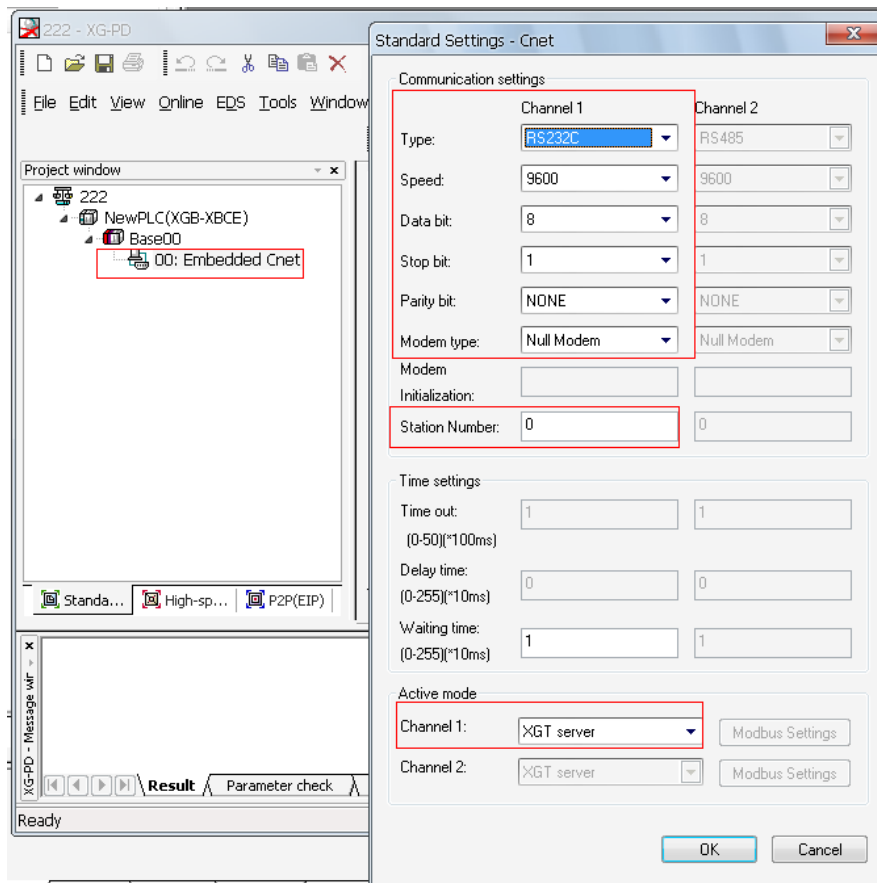 222 - XG-PD
File Edit View Online EDS Tools Window
Project window
222
NewPLC(XGB-XBCE)
Base00
00: Embedded Cnet
Standa... High-sp... P2P(EIP)
XG-PD - Message wir
Result Parameter check
Ready
Standard Settings - Cnet
Communication settings
Channel 1 Channel 2
Type: RS232C RS485
Speed: 9600 9600
Data bit: 8 8
Stop bit: 1 1
Parity bit: NONE NONE
Modem type: Null Modem Null Modem
Modem
Initialization:
Station Number: 0 0
Time settings
Time out: 1 1
(0-50)(*100ms)
Delay time: 0 0
(0-255)(*10ms)
Waiting time: 1 1
(0-255)(*10ms)
Active mode
Channel 1: XGT server Modbus Settings
Channel 2: XGT server Modbus Settings
OK Cancel